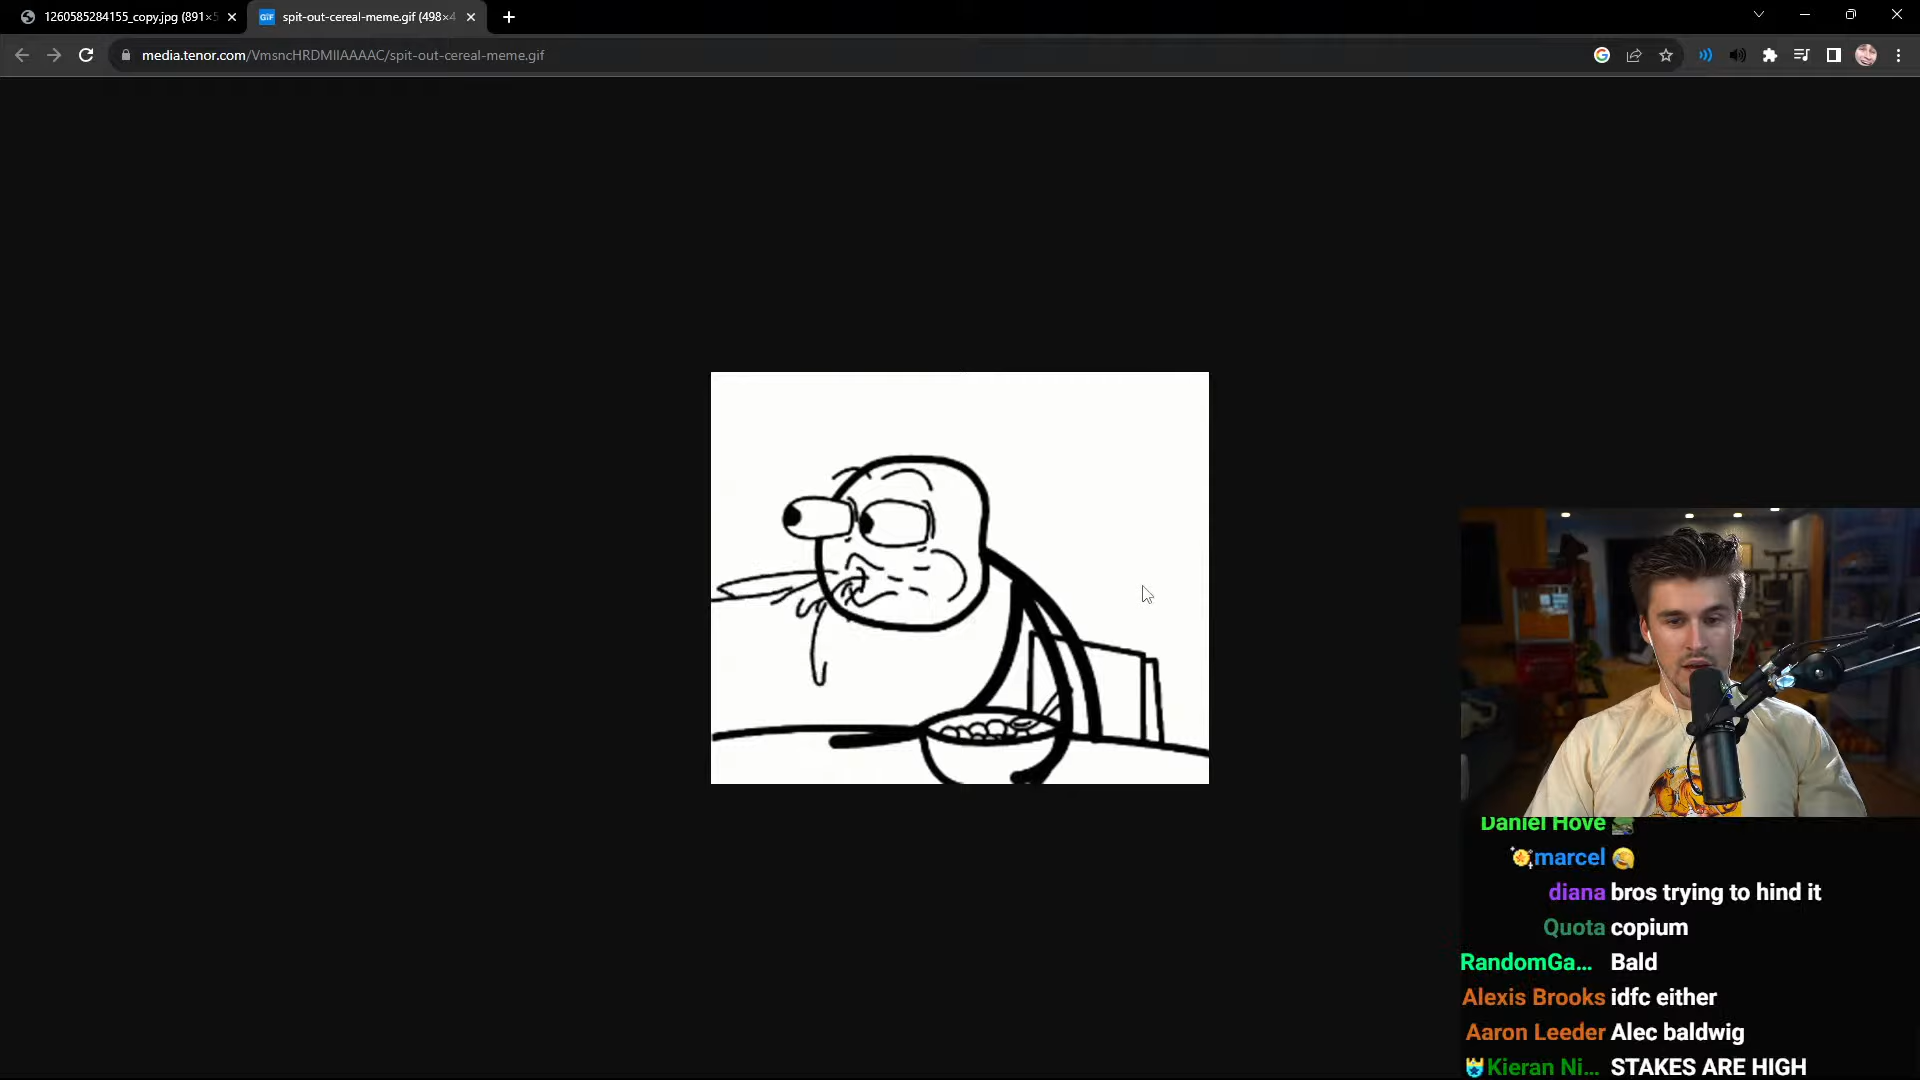 1260585284155_copy.jpg (891×5
GIF
spit-out-cereal-meme.gif (498×4
media.tenor.com/VmsncHRDMIIAAAAC/spit-out-cereal-meme.gif
Daniel Hove
marcel
diana bros trying to hind it
Quota copium
RandomGa... Bald
Alexis Brooks idfc either
Aaron Leeder Alec baldwig
Kieran Ni... STAKES ARE HIGH